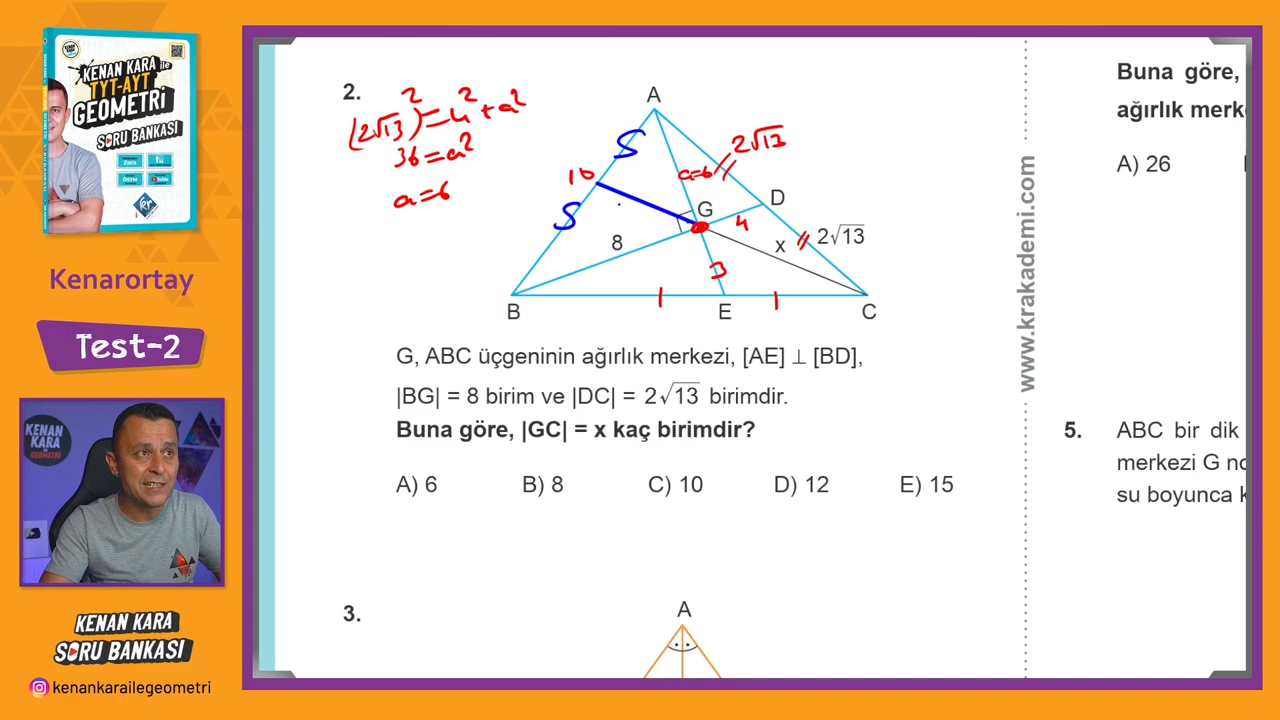 KENAN KARA ile
TYT-AYT
GEOMETRİ
SORU BANKASI
kr
Kenarortay
Test-2
KENAN
KARA
GEOMETRİ
KENAN KARA
SORU BANKASI
kenankarailegeometri
2.
(2√13)² = 4² + a²
36 = a²
a = 6
A
5
10
5
8
B
a=6
2√13
G
D
4
3
x
2√13
E
C
G, ABC üçgeninin ağırlık merkezi, [AE] ⊥ [BD],
|BG| = 8 birim ve |DC| = 2√13 birimdir.
Buna göre, |GC| = x kaç birimdir?
A) 6 B) 8 C) 10 D) 12 E) 15
3.
A
www.krakademi.com
Buna göre,
ağırlık merk
A) 26
5.
ABC bir dik
merkezi G no
su boyunca k